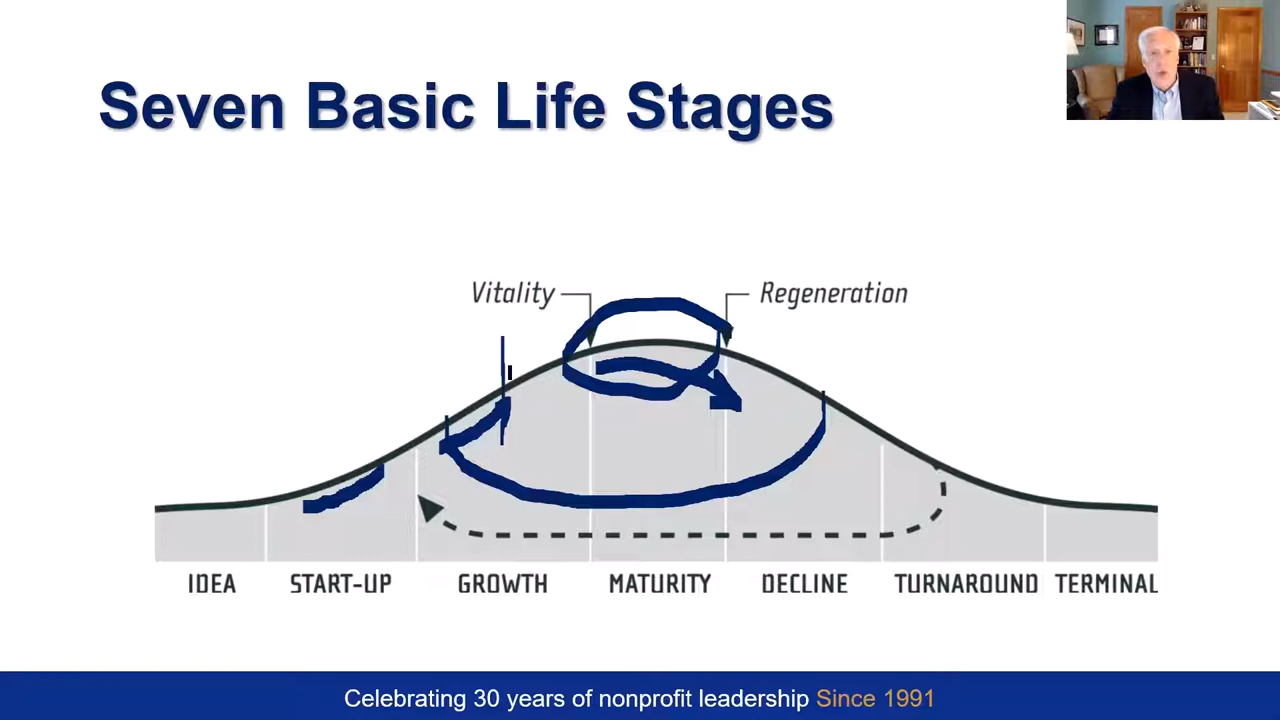 Seven Basic Life Stages
Vitality
Regeneration
IDEA
START-UP
GROWTH
MATURITY
DECLINE
TURNAROUND
TERMINAL
Celebrating 30 years of nonprofit leadership Since 1991